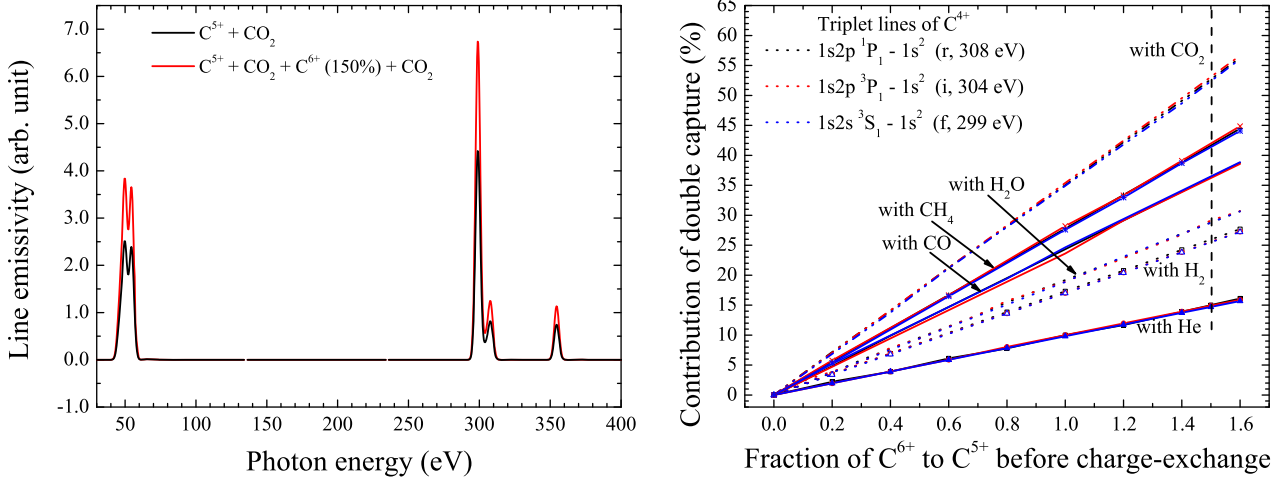 7.0
6.0
5.0
4.0
3.0
2.0
1.0
0.0
-1.0
Line emissivity (arb. unit)
C⁵⁺ + CO₂
C⁵⁺ + CO₂ + C⁶⁺ (150%) + CO₂
50 100 150 200 250 300 350 400
Photon energy (eV)
65
60
55
50
45
40
35
30
25
20
15
10
5
0
Contribution of double capture (%)
Triplet lines of C⁴⁺
1s2p ¹P₁ - 1s² (r, 308 eV)
1s2p ³P₁ - 1s² (i, 304 eV)
1s2s ³S₁ - 1s² (f, 299 eV)
with CO₂
with H₂O
with CH₄
with CO
with H₂
with He
0.0 0.2 0.4 0.6 0.8 1.0 1.2 1.4 1.6
Fraction of C⁶⁺ to C⁵⁺ before charge-exchange